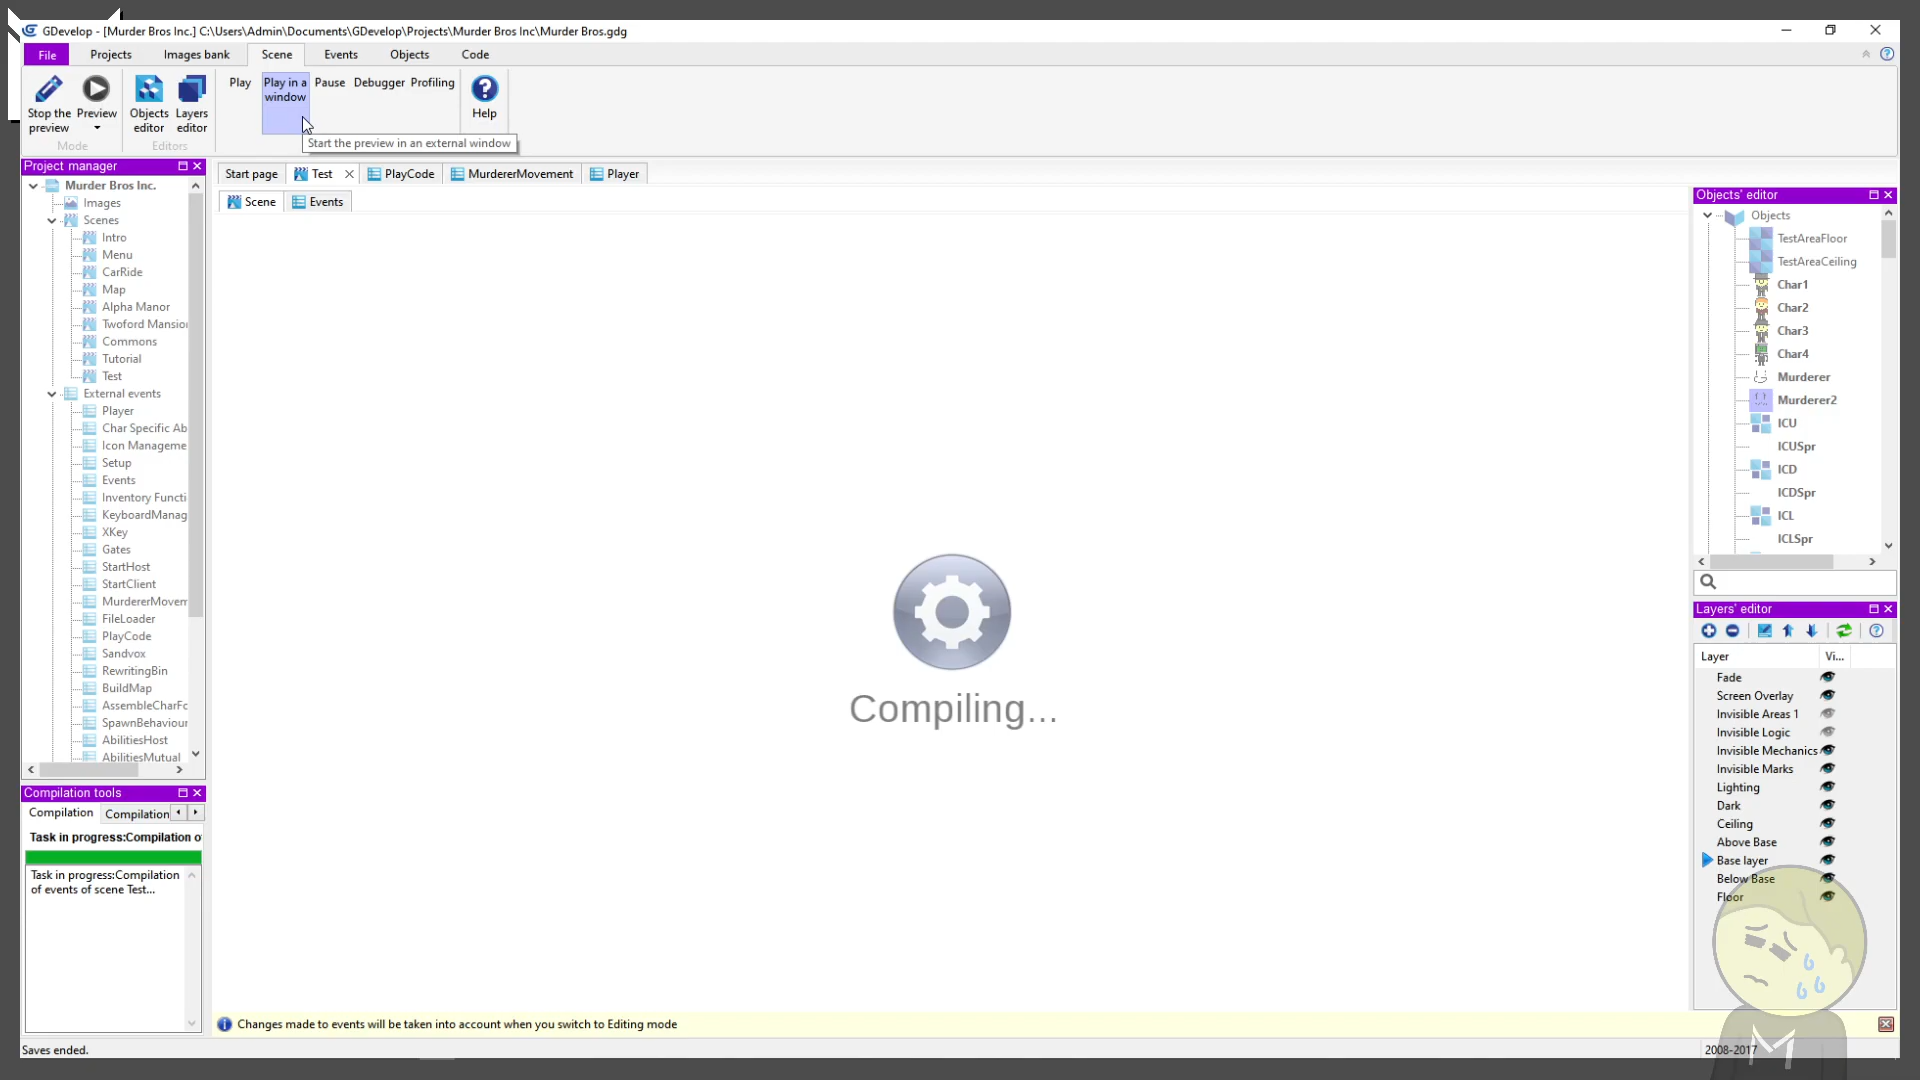 GDevelop - [Murder Bros Inc.] C:\Users\Admin\Documents\GDevelop\Projects\Murder Bros Inc\Murder Bros.gdg
File Projects Images bank Scene Events Objects Code
Stop the preview
Preview
Objects editor
Layers editor
Play
Play in a window
Pause
Debugger
Profiling
Help
Mode
Editors
Start the preview in an external window
Project manager
Murder Bros Inc.
Images
Scenes
Intro
Menu
CarRide
Map
Alpha Manor
Twoford Mansio
Commons
Tutorial
Test
External events
Player
Char Specific Ab
Icon Manageme
Setup
Events
Inventory Functi
KeyboardManag
XKey
Gates
StartHost
StartClient
MurdererMovem
FileLoader
PlayCode
Sandvox
RewritingBin
BuildMap
AssembleCharFo
SpawnBehaviour
AbilitiesHost
AbilitiesMutual
Compilation tools
Compilation Compilation
Task in progress:Compilation o
Task in progress:Compilation
of events of scene Test...
Start page Test PlayCode MurdererMovement Player
Scene Events
Compiling...
Changes made to events will be taken into account when you switch to Editing mode
Objects' editor
Objects
TestAreaFloor
TestAreaCeiling
Char1
Char2
Char3
Char4
Murderer
Murderer2
ICU
ICUSpr
ICD
ICDSpr
ICL
ICLSpr
Layers' editor
Layer Vi...
Fade
Screen Overlay
Invisible Areas 1
Invisible Logic
Invisible Mechanics
Invisible Marks
Lighting
Dark
Ceiling
Above Base
Base layer
Below Base
Floor
Saves ended.
2008-2017